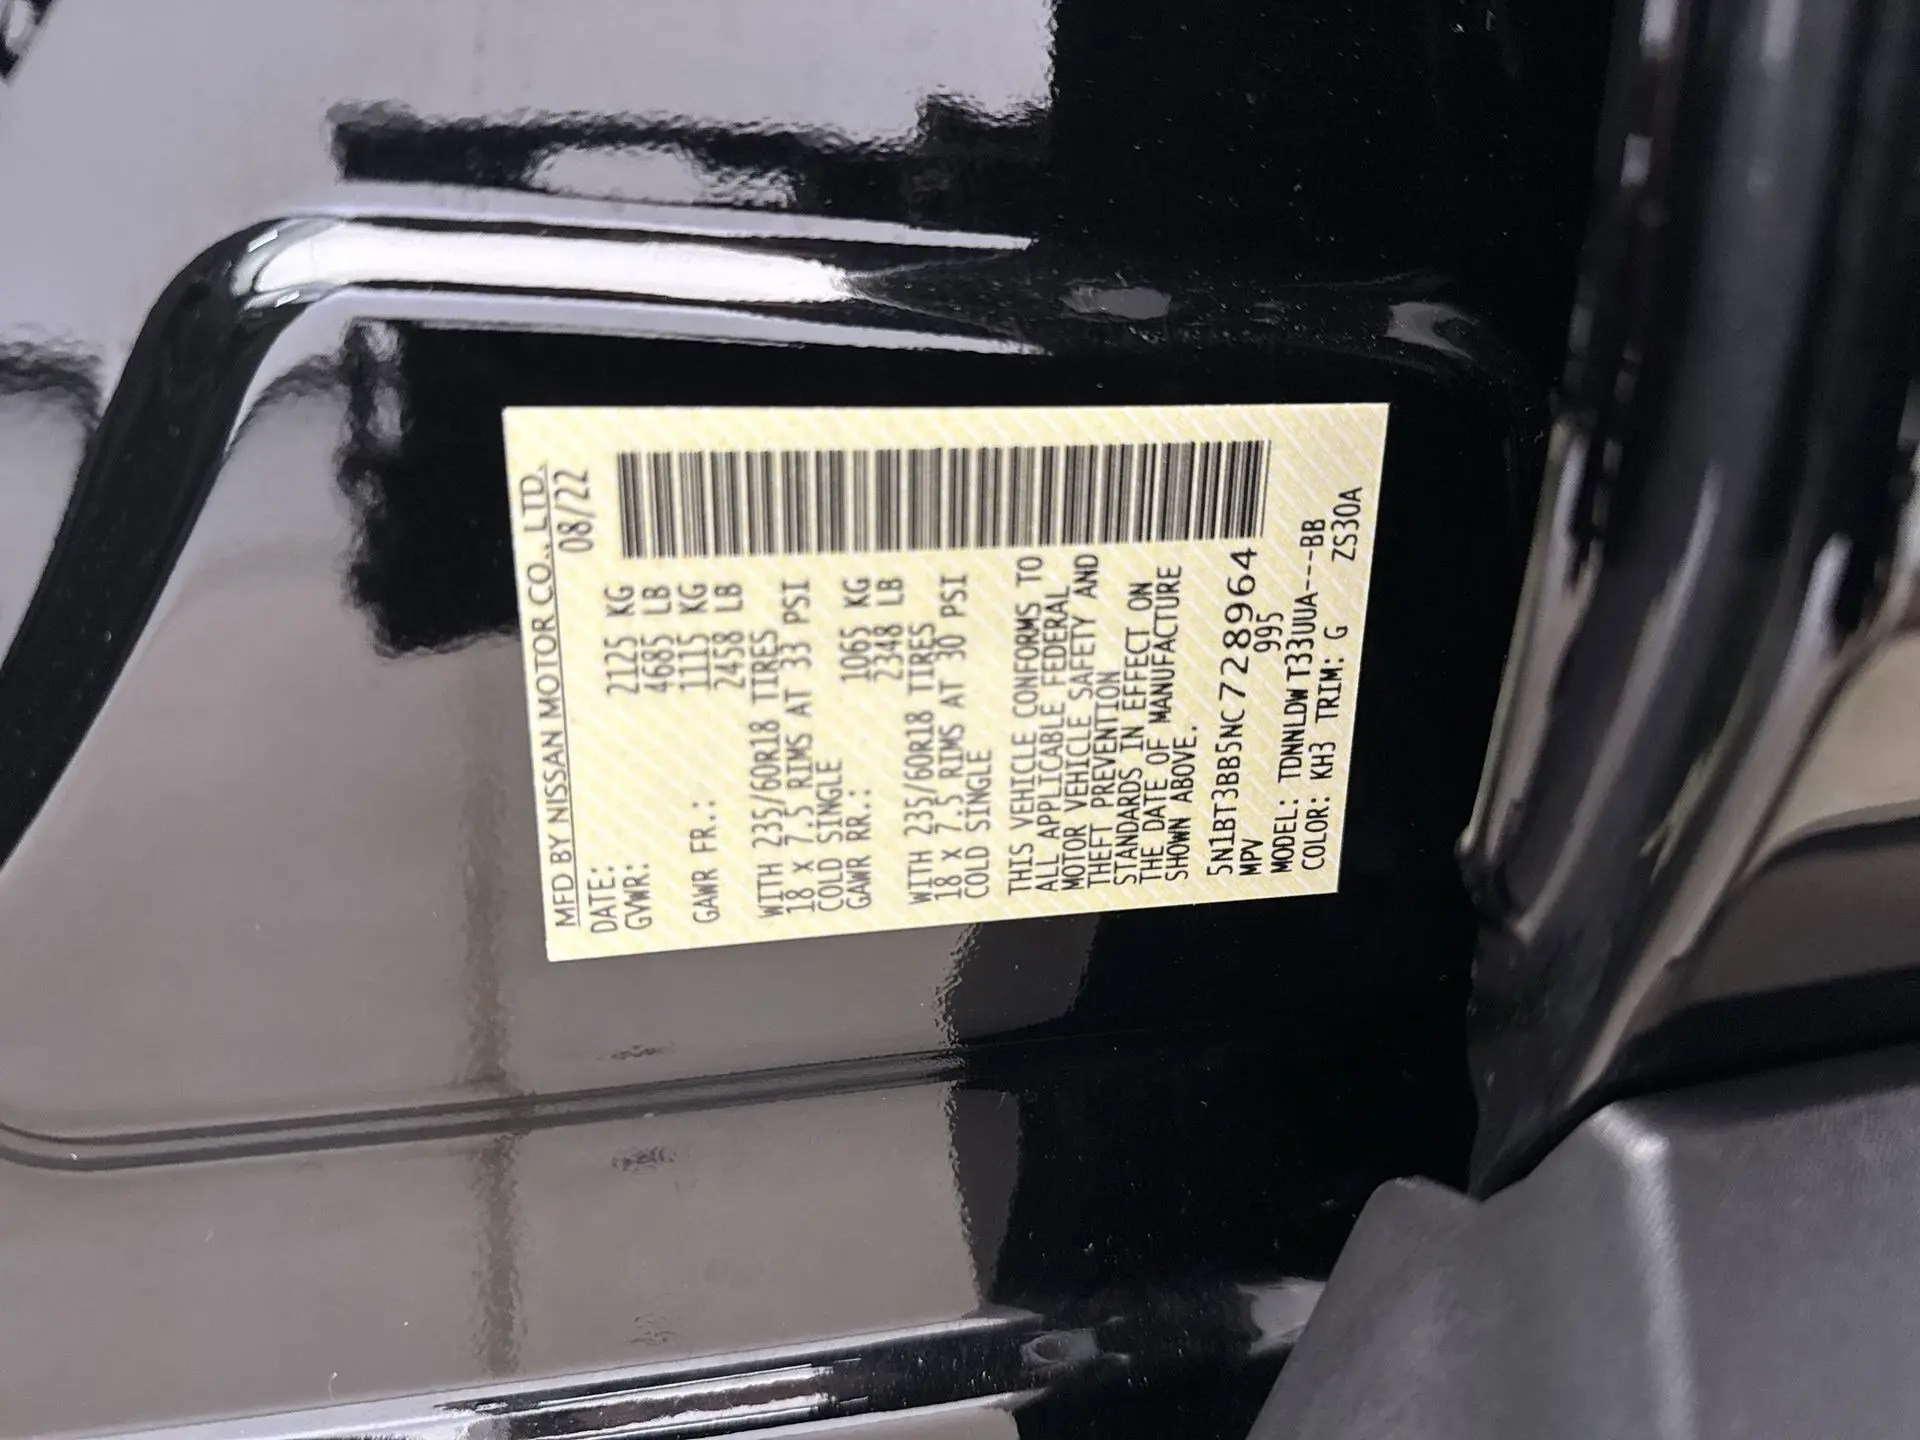 MFD BY NISSAN MOTOR CO., LTD.
DATE: 08/22
GVWR: 2125 KG
4685 LB
GAWR FR.: 1115 KG
2458 LB
WITH 235/60R18 TIRES
18 X 7.5 RIMS AT 33 PSI
COLD SINGLE
GAWR RR.: 1065 KG
2348 LB
WITH 235/60R18 TIRES
18 X 7.5 RIMS AT 30 PSI
COLD SINGLE
THIS VEHICLE CONFORMS TO
ALL APPLICABLE FEDERAL
MOTOR VEHICLE SAFETY AND
THEFT PREVENTION
STANDARDS IN EFFECT ON
THE DATE OF MANUFACTURE
SHOWN ABOVE.
5N1BT3BB5NC728964
MPV 995
MODEL: TDNNLDW T33UUA----BB
COLOR: KH3 TRIM: G ZS30A